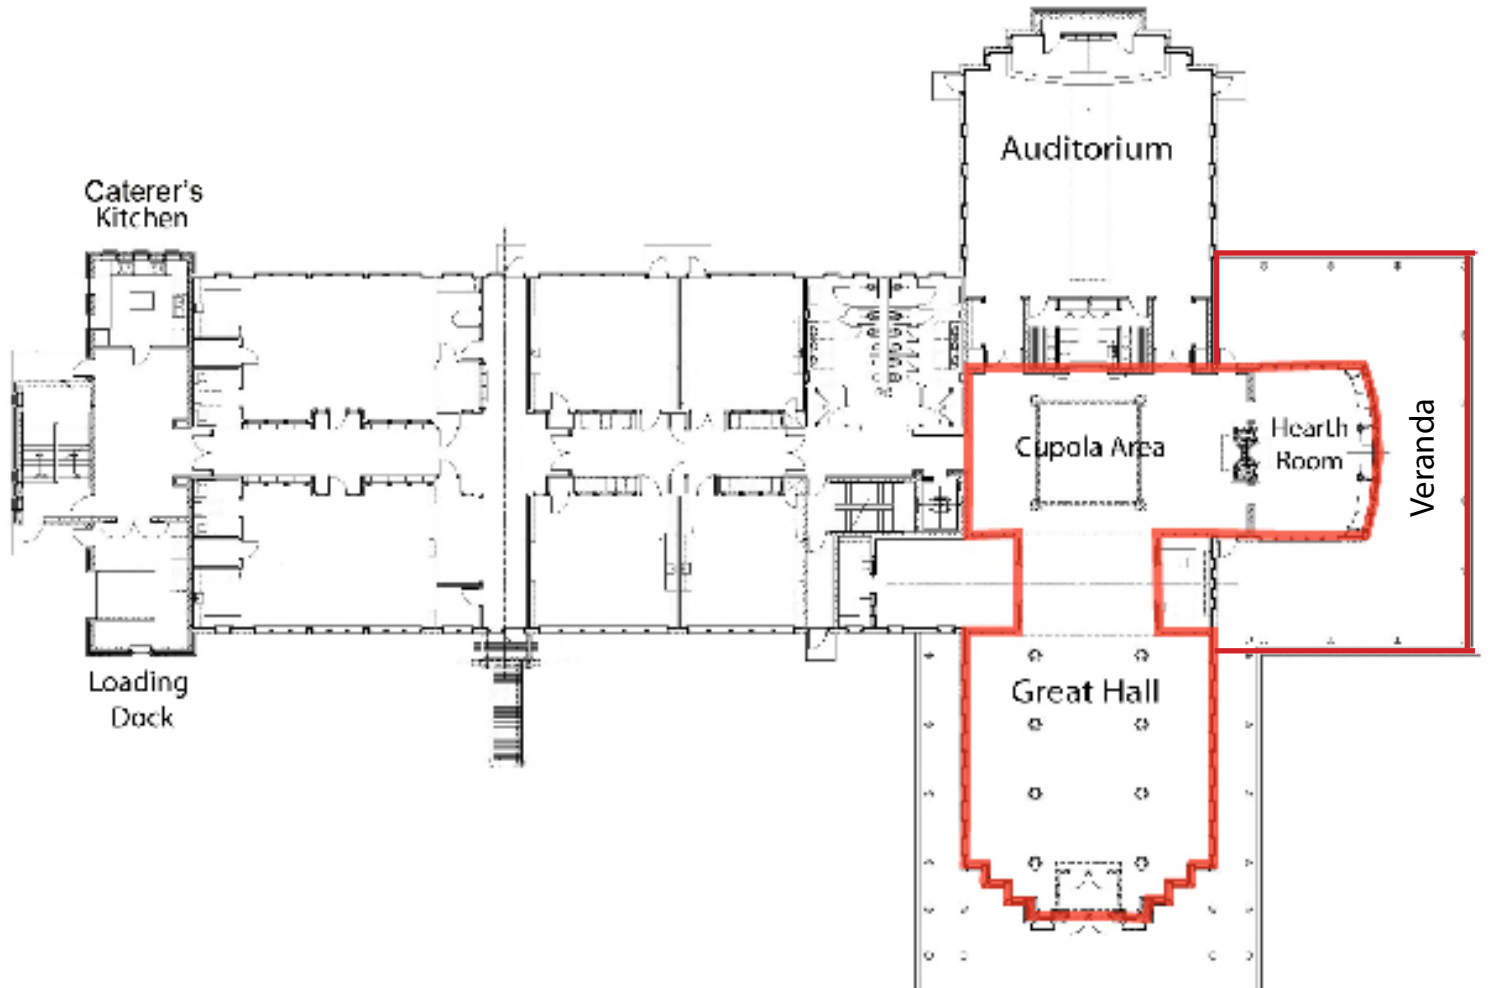 Auditorium
Caterer's
Kitchen
Cupola Area
Hearth
Room
Veranda
Great Hall
Loading
Dock